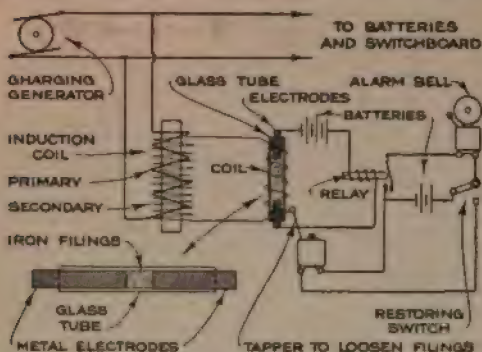 TO BATTERIES
AND SWITCHBOARD
CHARGING
GENERATOR
GLASS TUBE
ELECTRODES
ALARM BELL
BATTERIES
INDUCTION
COIL
COIL
PRIMARY
RELAY
SECONDARY
IRON FILINGS
GLASS
TUBE
RESTORING
SWITCH
METAL ELECTRODES
TAPPER TO LOOSEN FILINGS